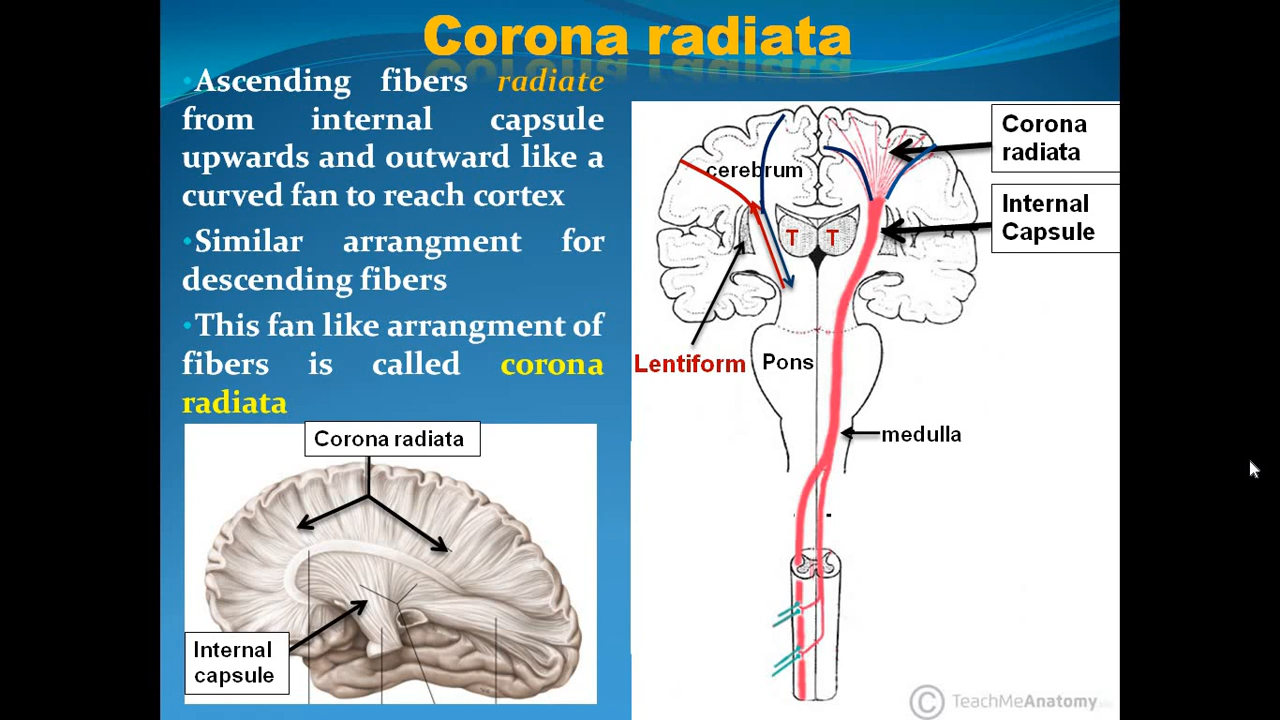 Corona radiata
•Ascending fibers radiate
from internal capsule
upwards and outward like a
curved fan to reach cortex
•Similar arrangment for
descending fibers
•This fan like arrangment of
fibers is called corona
radiata
Corona radiata
Internal
capsule
Corona
radiata
cerebrum
Internal
Capsule
T T
Lentiform
Pons
medulla
© TeachMeAnatomy